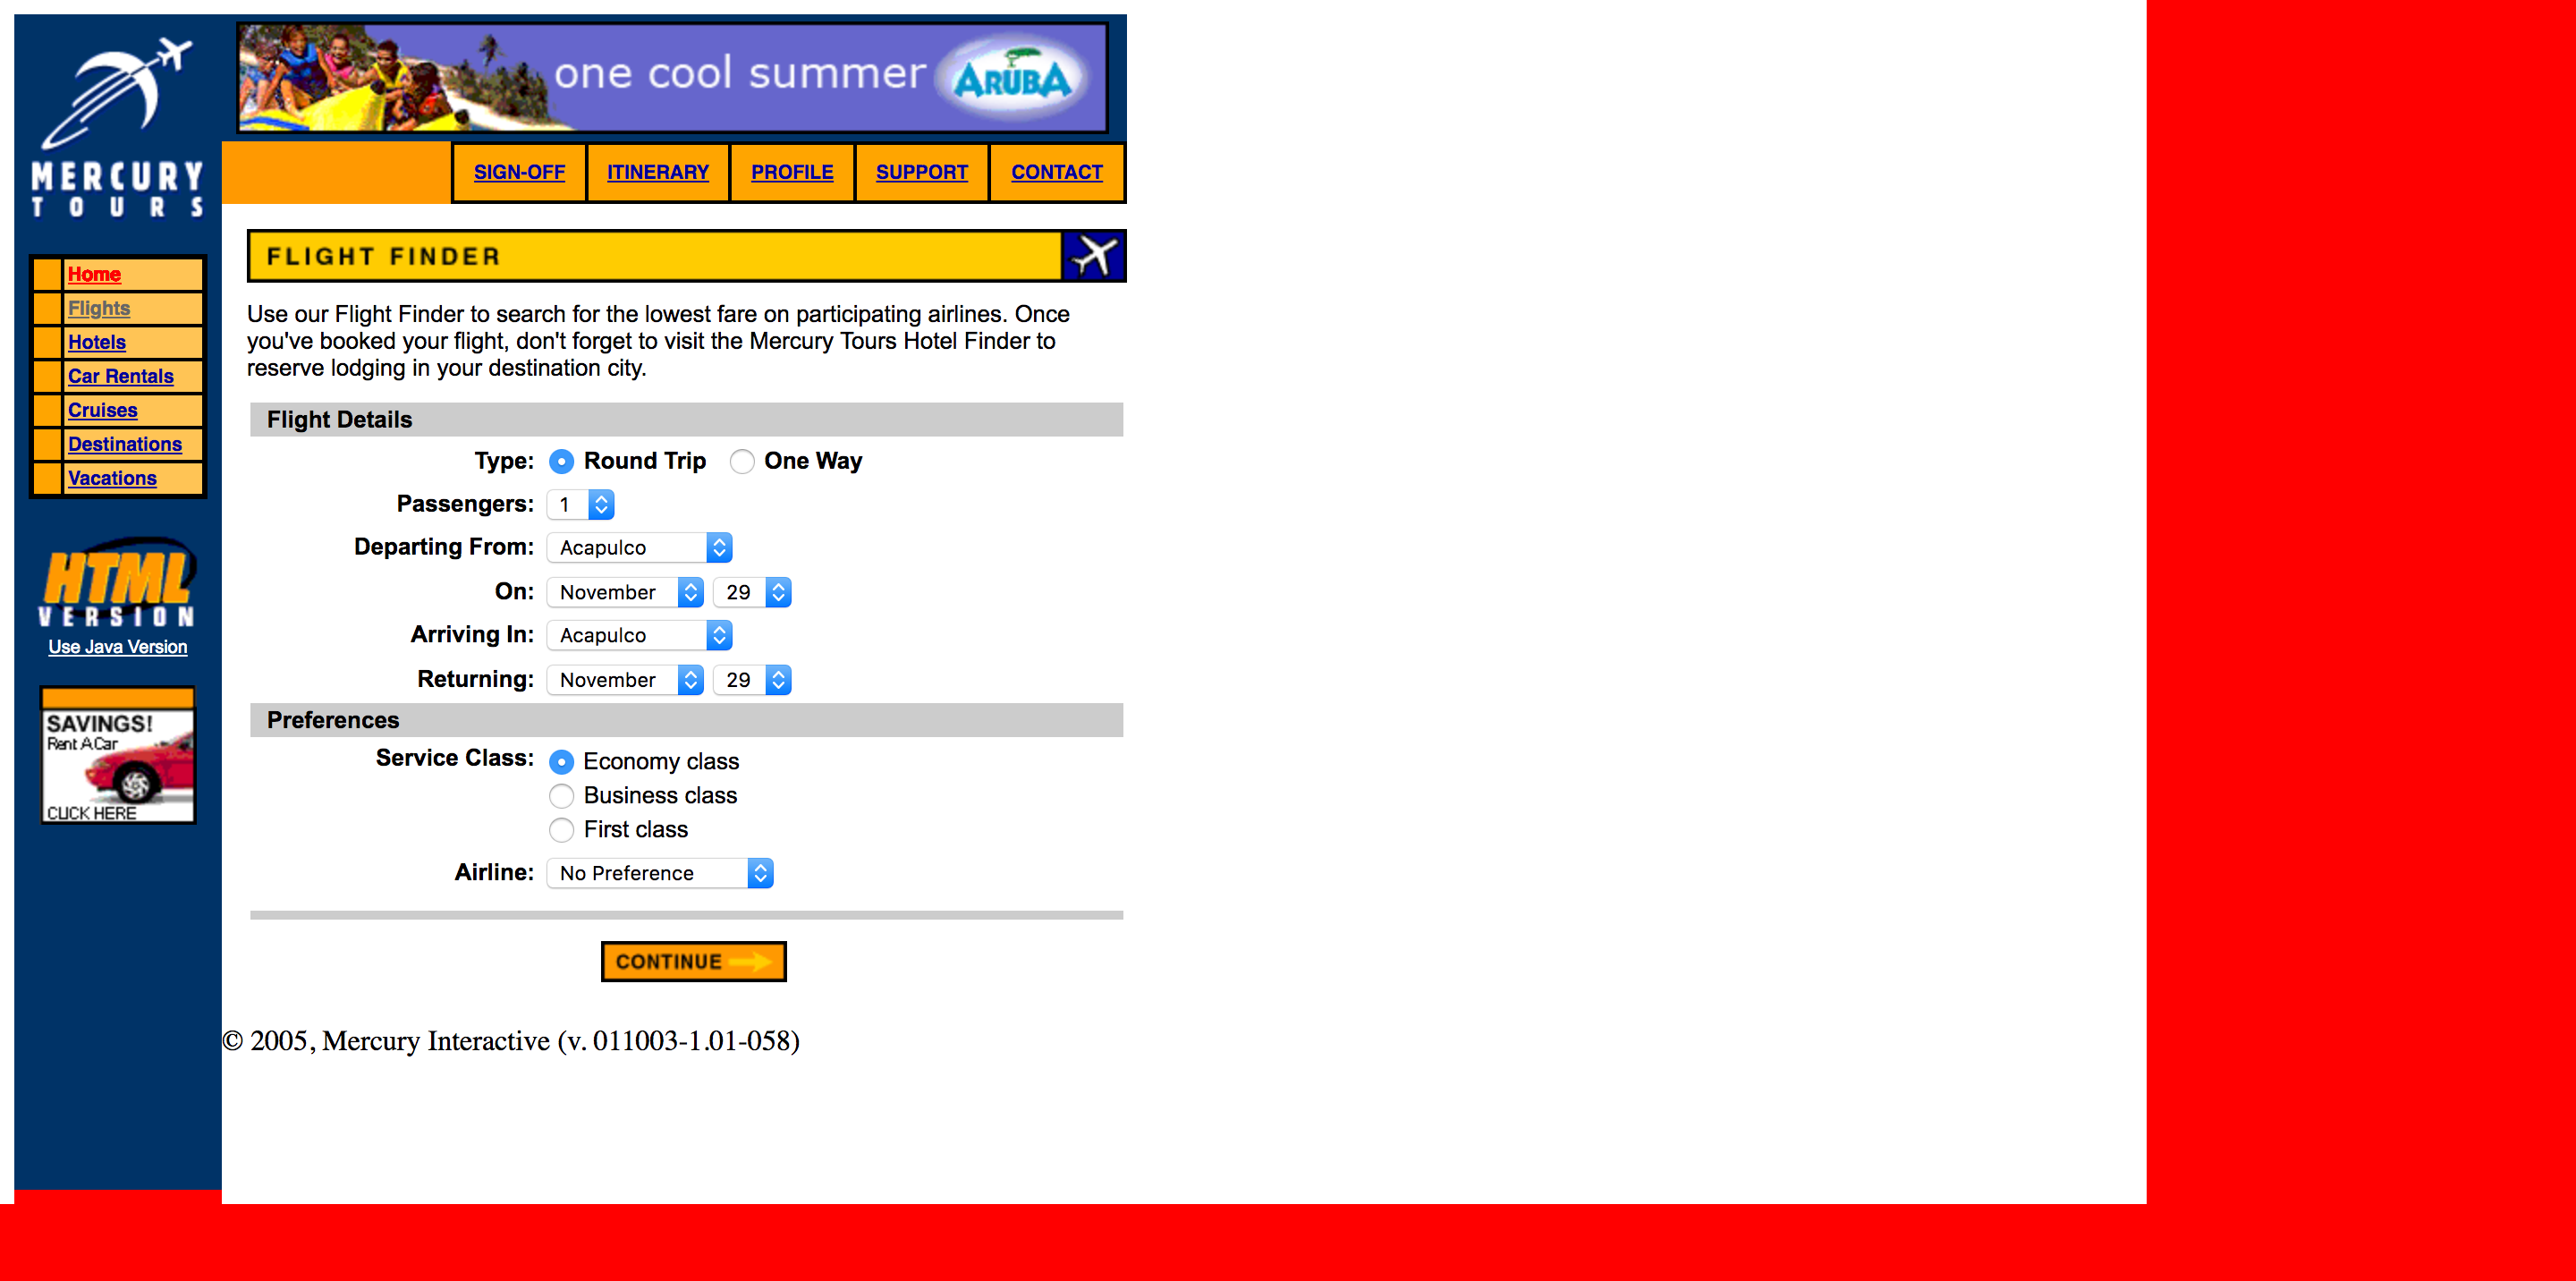 MERCURY
TOURS
one cool summer ARUBA
SIGN-OFF ITINERARY PROFILE SUPPORT CONTACT
Home
Flights
Hotels
Car Rentals
Cruises
Destinations
Vacations
HTML
VERSION
Use Java Version
SAVINGS!
Rent A Car
CLICK HERE
FLIGHT FINDER
Use our Flight Finder to search for the lowest fare on participating airlines. Once
you've booked your flight, don't forget to visit the Mercury Tours Hotel Finder to
reserve lodging in your destination city.
Flight Details
Type: Round Trip One Way
Passengers: 1
Departing From: Acapulco
On: November 29
Arriving In: Acapulco
Returning: November 29
Preferences
Service Class: Economy class
Business class
First class
Airline: No Preference
CONTINUE
© 2005, Mercury Interactive (v. 011003-1.01-058)